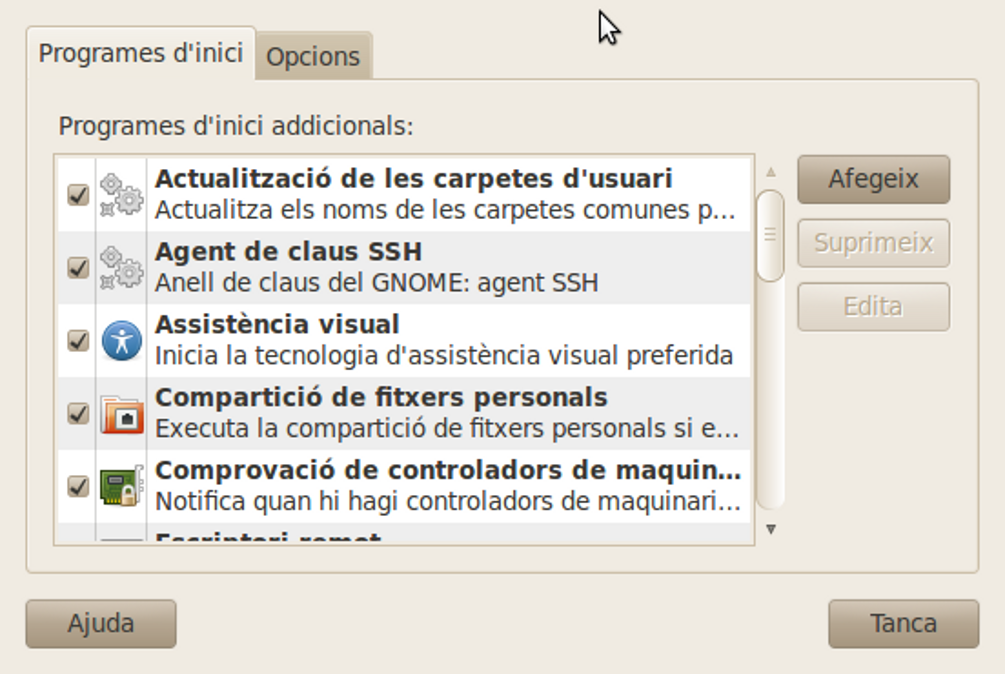 Programes d'inici
Opcions
Programes d'inici addicionals:
Actualització de les carpetes d'usuari
Actualitza els noms de les carpetes comunes p...
Agent de claus SSH
Anell de claus del GNOME: agent SSH
Assistència visual
Inicia la tecnologia d'assistència visual preferida
Compartició de fitxers personals
Executa la compartició de fitxers personals si e...
Comprovació de controladors de maquin...
Notifica quan hi hagi controladors de maquinari...
Escriptori remot
Afegeix
Suprimeix
Edita
Ajuda
Tanca